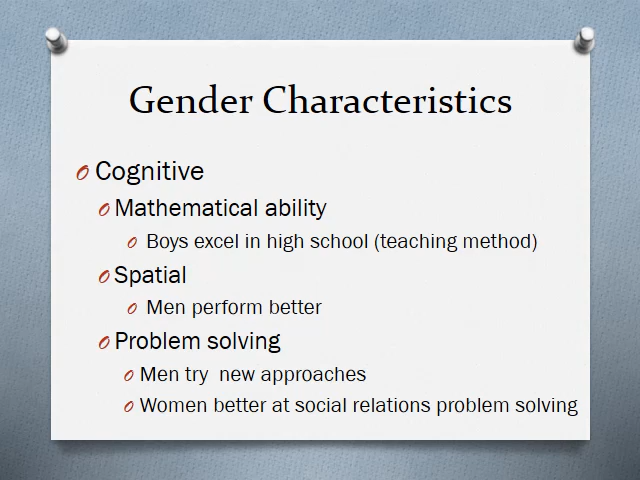 Gender Characteristics
Cognitive
Mathematical ability
Boys excel in high school (teaching method)
Spatial
Men perform better
Problem solving
Men try  new approaches
Women better at social relations problem solving